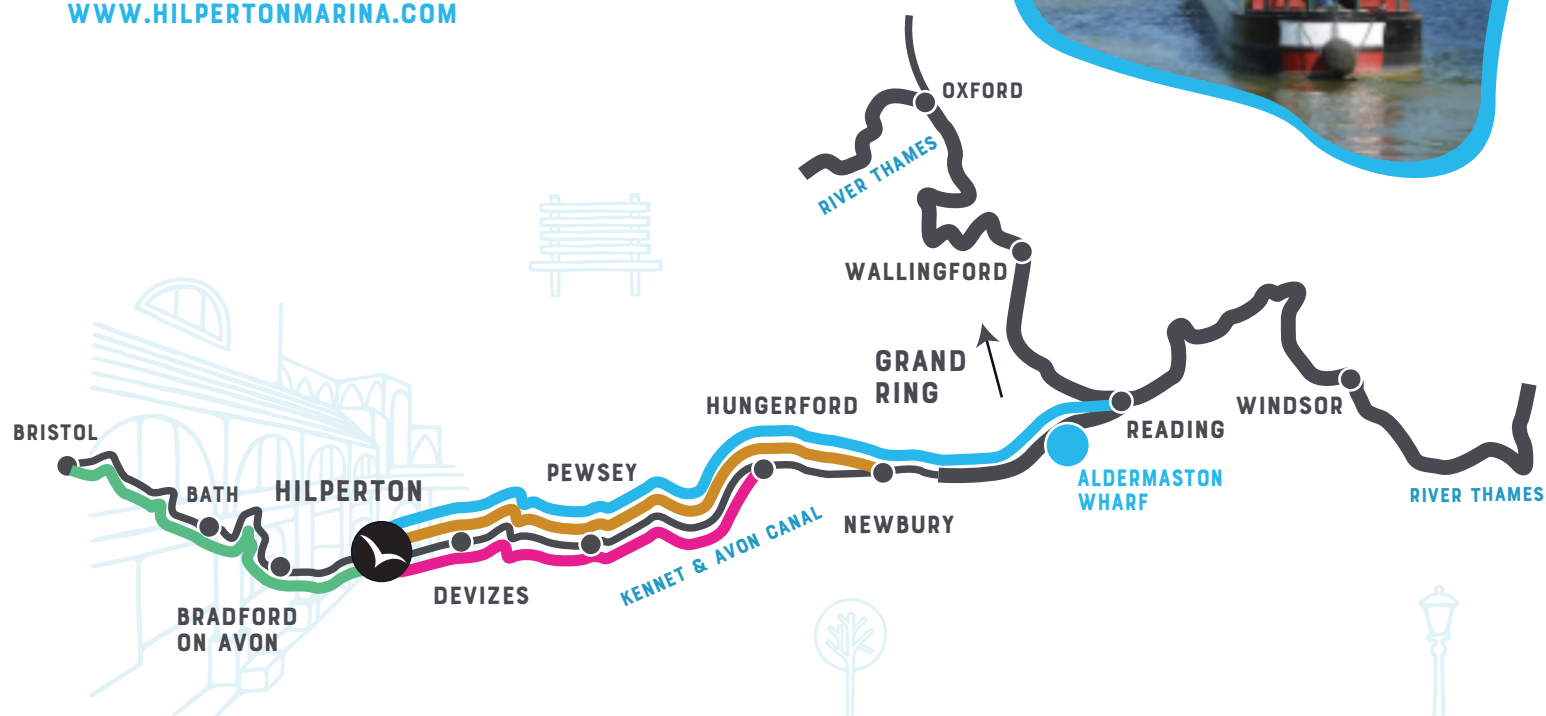 WWW.HILPERTONMARINA.COM
OXFORD
RIVER THAMES
WALLINGFORD
GRAND
RING
HUNGERFORD
WINDSOR
READING
BRISTOL
PEWSEY
ALDERMASTON
WHARF
BATH
HILPERTON
RIVER THAMES
NEWBURY
KENNET & AVON CANAL
DEVIZES
BRADFORD
ON AVON